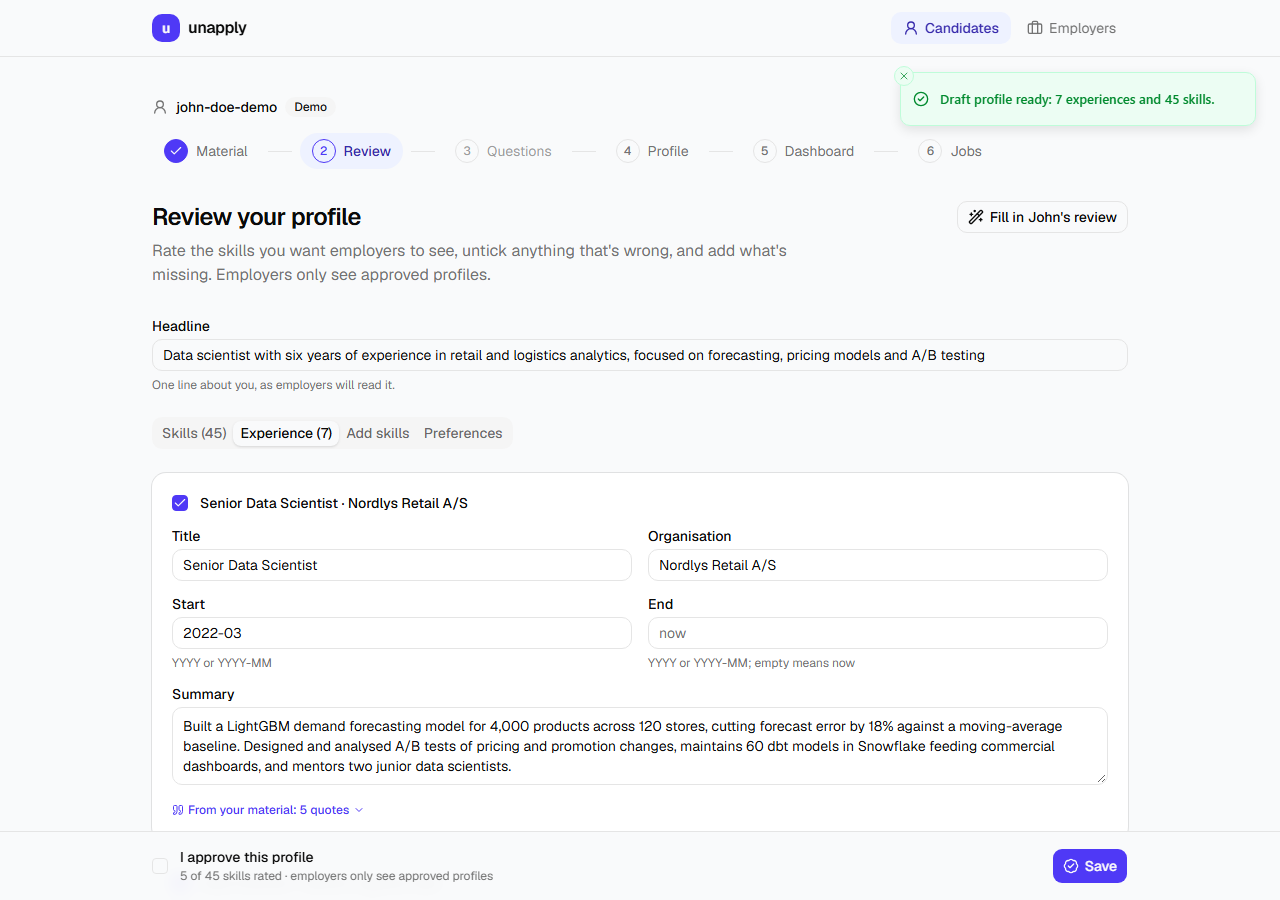 u unapply
Candidates
Employers
john-doe-demo Demo
Draft profile ready: 7 experiences and 45 skills.
Material
2 Review
3 Questions
4 Profile
5 Dashboard
6 Jobs
Review your profile
Fill in John's review
Rate the skills you want employers to see, untick anything that's wrong, and add what's
missing. Employers only see approved profiles.
Headline
Data scientist with six years of experience in retail and logistics analytics, focused on forecasting, pricing models and A/B testing
One line about you, as employers will read it.
Skills (45) Experience (7) Add skills Preferences
Senior Data Scientist · Nordlys Retail A/S
Title
Organisation
Senior Data Scientist
Nordlys Retail A/S
Start
End
2022-03
now
YYYY or YYYY-MM
YYYY or YYYY-MM; empty means now
Summary
Built a LightGBM demand forecasting model for 4,000 products across 120 stores, cutting forecast error by 18% against a moving-average
baseline. Designed and analysed A/B tests of pricing and promotion changes, maintains 60 dbt models in Snowflake feeding commercial
dashboards, and mentors two junior data scientists.
From your material: 5 quotes
I approve this profile
5 of 45 skills rated · employers only see approved profiles
Save